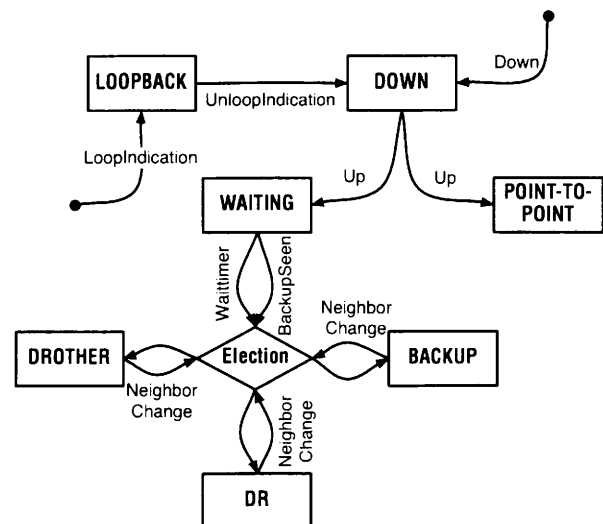 Down
LOOPBACK
DOWN
UnloopIndication
LoopIndication
Up
Up
WAITING
POINT-TO-
POINT
Waittimer
BackupSeen
Neighbor
Change
DROTHER
Election
BACKUP
Neighbor
Change
Neighbor
Change
DR